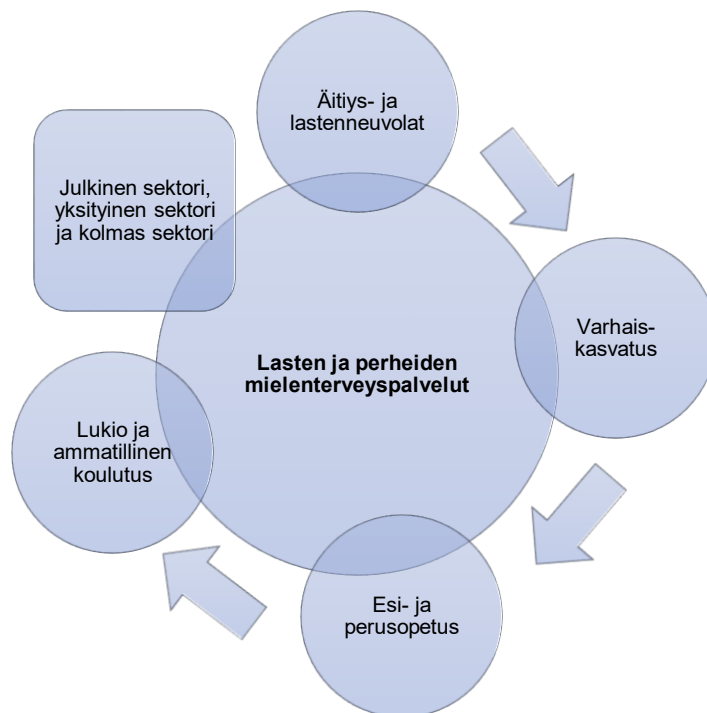 Äitiys- ja
lastenneuvolat
Julkinen sektori,
yksityinen sektori
ja kolmas sektori
Varhais-
kasvatus
Lasten ja perheiden
mielenterveyspalvelut
Lukio ja
ammatillinen
koulutus
Esi- ja
perusopetus